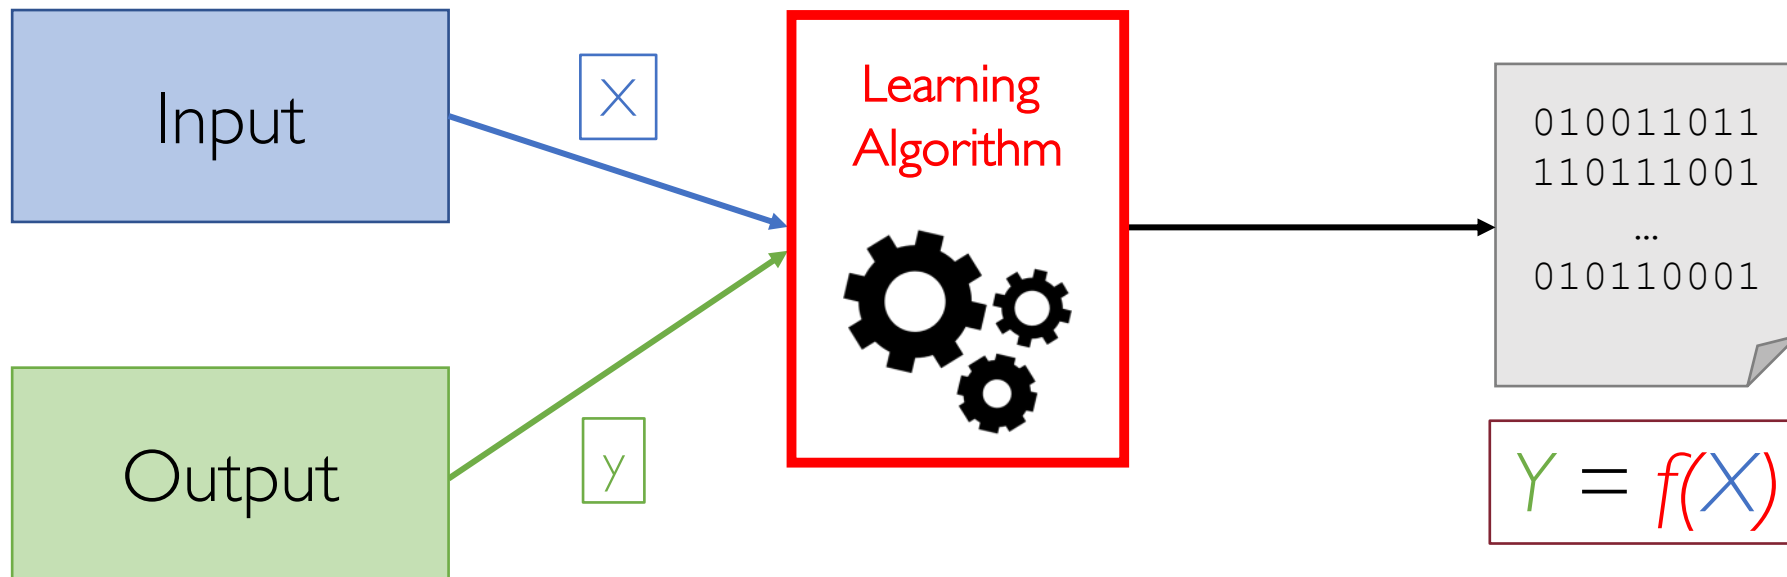 Input
X
Learning
Algorithm
010011011
110111001
...
010110001
Output
y
Y = f(X)